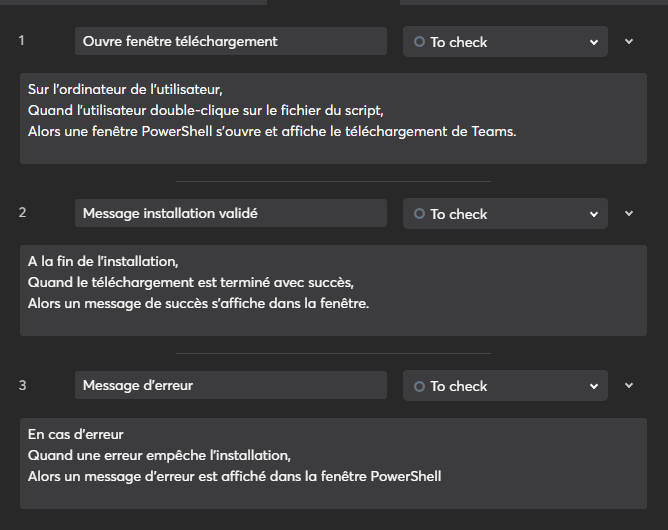 1 Ouvre fenêtre téléchargement To check
Sur l'ordinateur de l'utilisateur,
Quand l'utilisateur double-clique sur le fichier du script,
Alors une fenêtre PowerShell s'ouvre et affiche le téléchargement de Teams.
2 Message installation validé To check
A la fin de l'installation,
Quand le téléchargement est terminé avec succès,
Alors un message de succès s'affiche dans la fenêtre.
3 Message d'erreur To check
En cas d'erreur
Quand une erreur empêche l'installation,
Alors un message d'erreur est affiché dans la fenêtre PowerShell